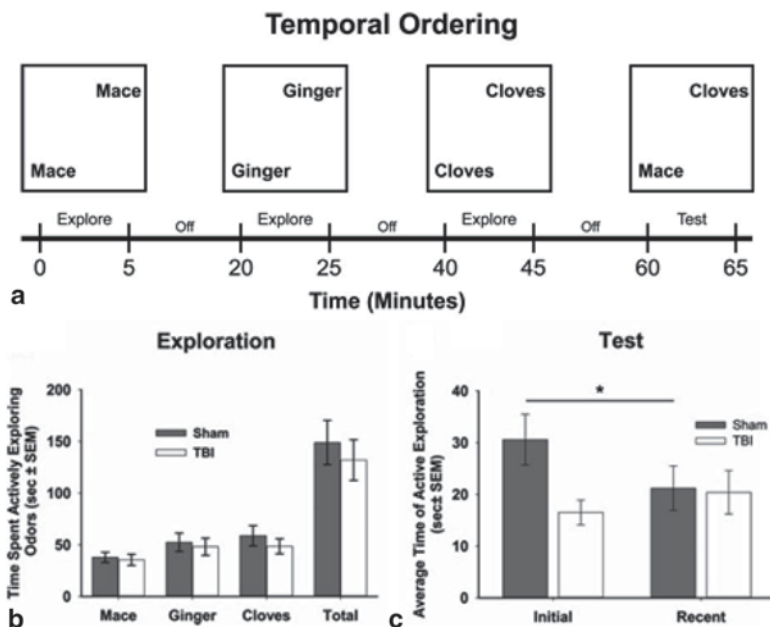 Temporal Ordering
Mace Ginger Cloves Cloves
Mace Ginger Cloves Mace
Explore Off Explore Off Explore Off Test
0 5 20 25 40 45 60 65
a Time (Minutes)
Exploration
Time Spent Actively Exploring
Odors (sec ± SEM)
200
150
100
50
0
Sham
TBI
Mace Ginger Cloves Total
b
Test
Average Time of Active Exploration
(sec± SEM)
40
30
20
10
0
*
Sham
TBI
Initial Recent
c